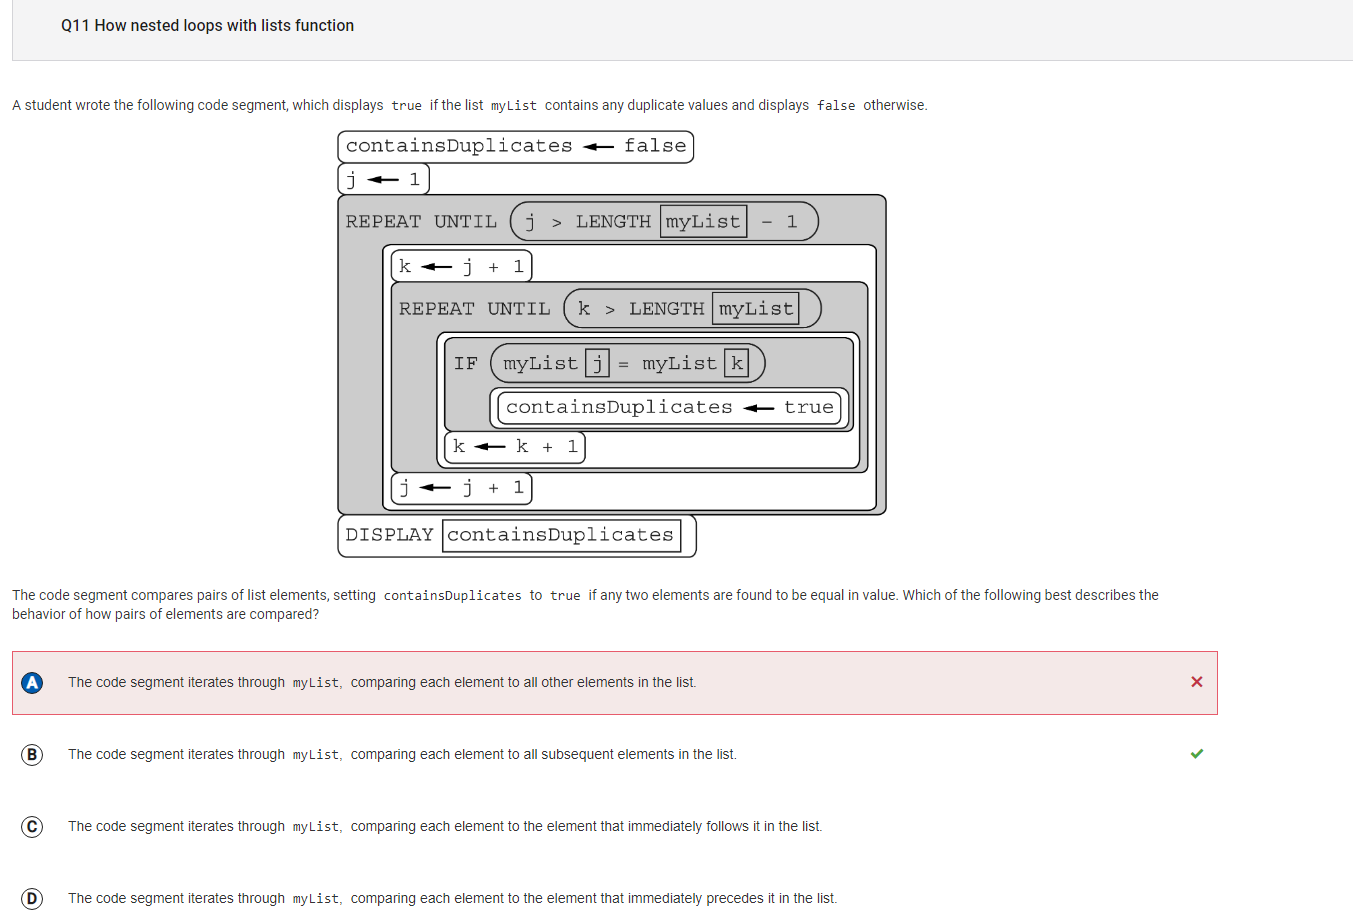 Q11 How nested loops with lists function
A student wrote the following code segment, which displays true if the list myList contains any duplicate values and displays false otherwise.
containsDuplicates ← false
j ← 1
REPEAT UNTIL j > LENGTH myList - 1
k ← j + 1
REPEAT UNTIL k > LENGTH myList
IF myList j = myList k
containsDuplicates ← true
k ← k + 1
j ← j + 1
DISPLAY containsDuplicates
The code segment compares pairs of list elements, setting containsDuplicates to true if any two elements are found to be equal in value. Which of the following best describes the
behavior of how pairs of elements are compared?
A The code segment iterates through myList, comparing each element to all other elements in the list.
B The code segment iterates through myList, comparing each element to all subsequent elements in the list.
C The code segment iterates through myList, comparing each element to the element that immediately follows it in the list.
D The code segment iterates through myList, comparing each element to the element that immediately precedes it in the list.